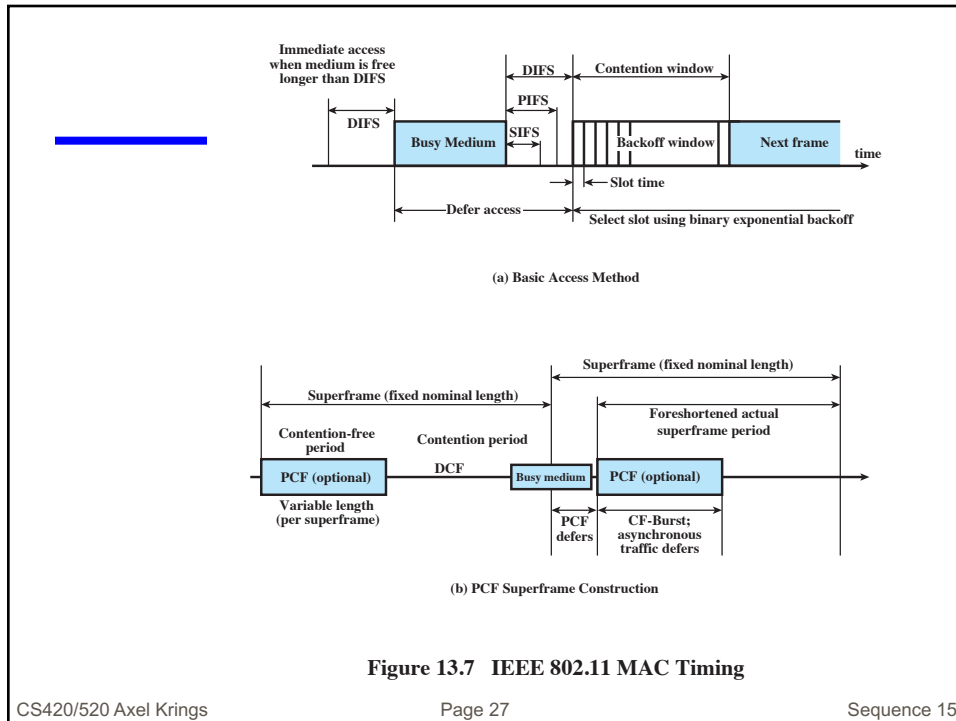 Immediate access
when medium is free
longer than DIFS
DIFS
Contention window
PIFS
DIFS
SIFS
Busy Medium
Backoff window
Next frame
time
Slot time
Defer access
Select slot using binary exponential backoff
(a) Basic Access Method
Superframe (fixed nominal length)
Superframe (fixed nominal length)
Foreshortened actual
superframe period
Contention-free
period
Contention period
PCF (optional)
DCF
Busy medium
PCF (optional)
Variable length
(per superframe)
PCF
defers
CF-Burst;
asynchronous
traffic defers
(b) PCF Superframe Construction
Figure 13.7 IEEE 802.11 MAC Timing
CS420/520 Axel Krings
Page 27
Sequence 15